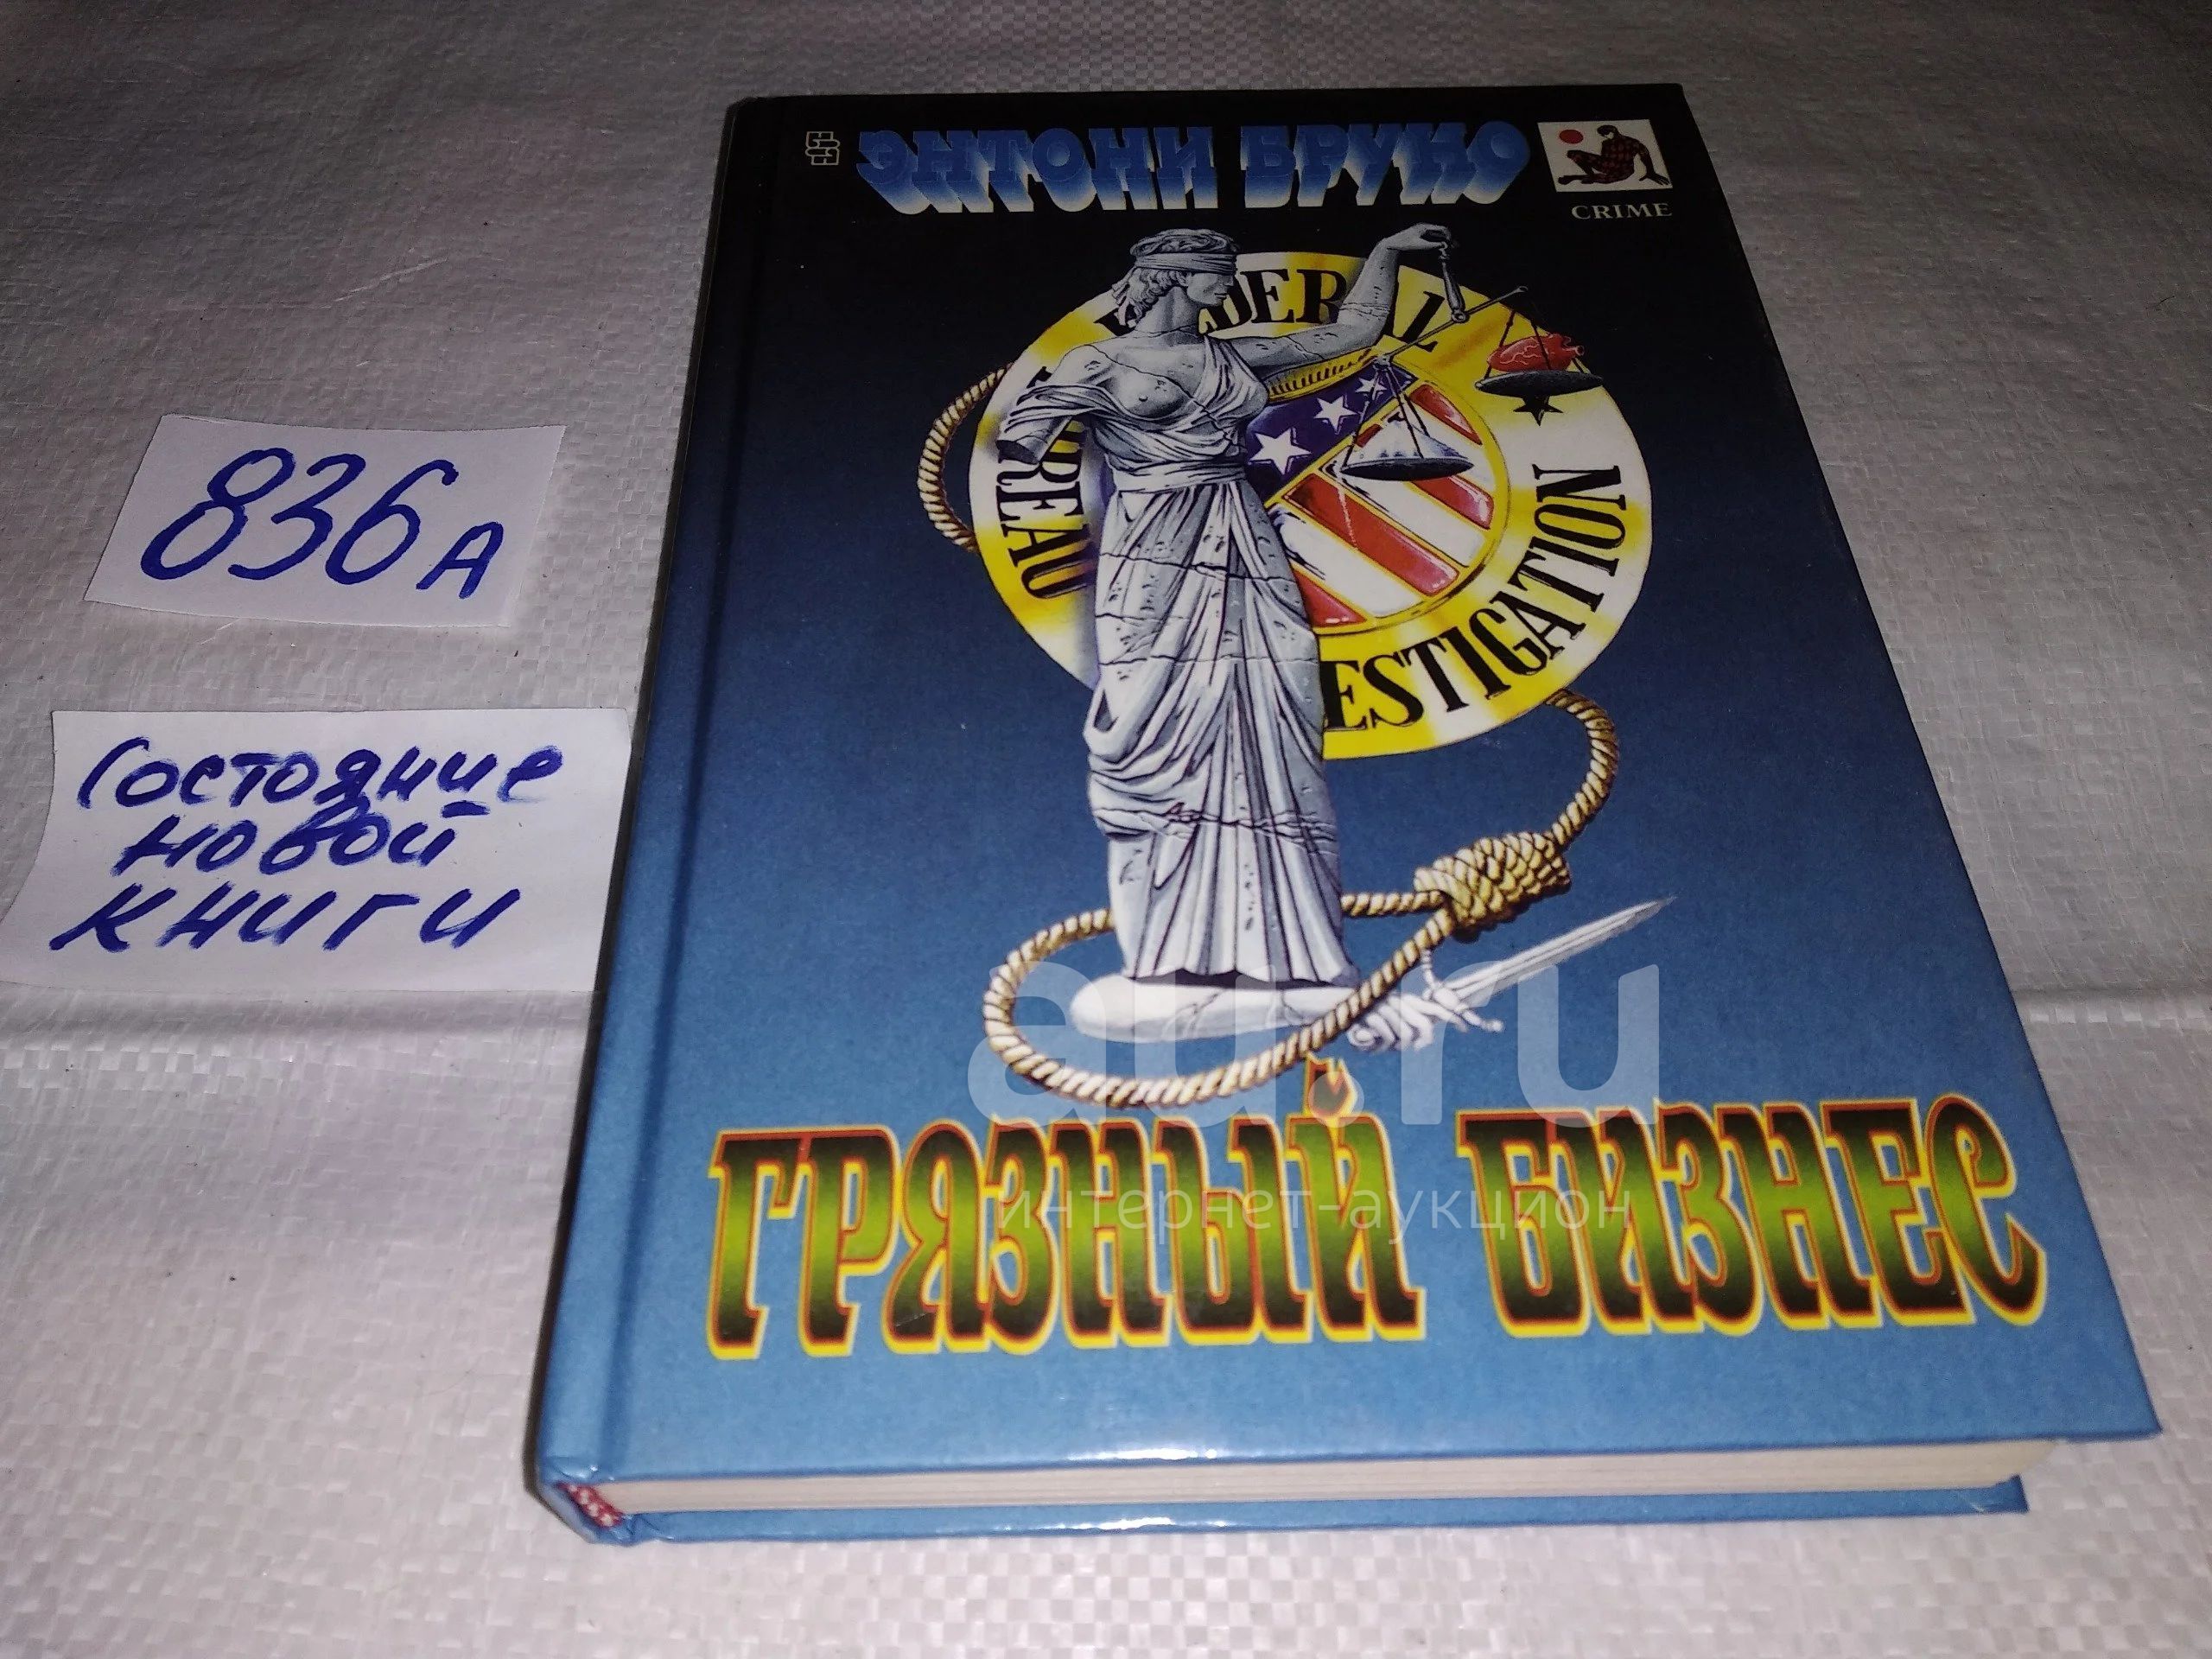 ЭНТОНИ БРУНО
CRIME
FEDERAL
BUREAU
INVESTIGATION
836А
Состояние
новой
книги
au.ru
интернет-аукцион
ГРЯЗНЫЙ БИЗНЕС